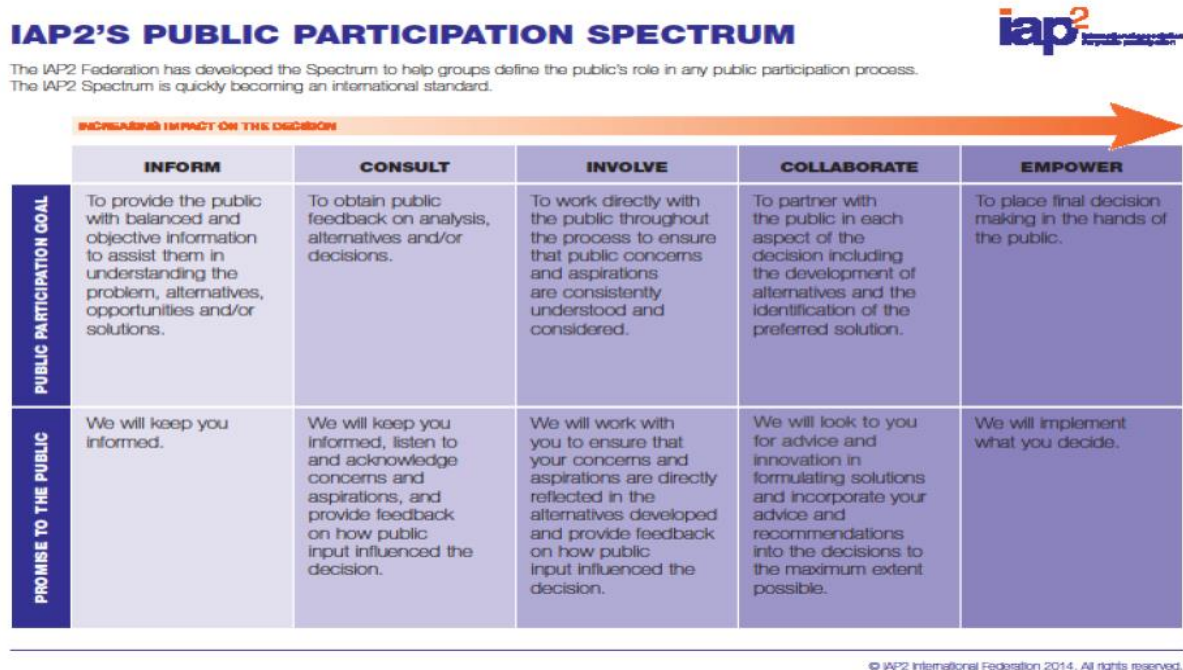 IAP2'S PUBLIC PARTICIPATION SPECTRUM
iap2
international association
for public participation
The IAP2 Federation has developed the Spectrum to help groups define the public's role in any public participation process.
The IAP2 Spectrum is quickly becoming an international standard.
INCREASING IMPACT ON THE DECISION
INFORM
CONSULT
INVOLVE
COLLABORATE
EMPOWER
PUBLIC PARTICIPATION GOAL
To provide the public
with balanced and
objective information
to assist them in
understanding the
problem, alternatives,
opportunities and/or
solutions.
To obtain public
feedback on analysis,
alternatives and/or
decisions.
To work directly with
the public throughout
the process to ensure
that public concerns
and aspirations
are consistently
understood and
considered.
To partner with
the public in each
aspect of the
decision including
the development of
alternatives and the
identification of the
preferred solution.
To place final decision
making in the hands of
the public.
PROMISE TO THE PUBLIC
We will keep you
informed.
We will keep you
informed, listen to
and acknowledge
concerns and
aspirations, and
provide feedback
on how public
input influenced the
decision.
We will work with
you to ensure that
your concerns and
aspirations are directly
reflected in the
alternatives developed
and provide feedback
on how public
input influenced the
decision.
We will look to you
for advice and
innovation in
formulating solutions
and incorporate your
advice and
recommendations
into the decisions to
the maximum extent
possible.
We will implement
what you decide.
© IAP2 International Federation 2014. All rights reserved.